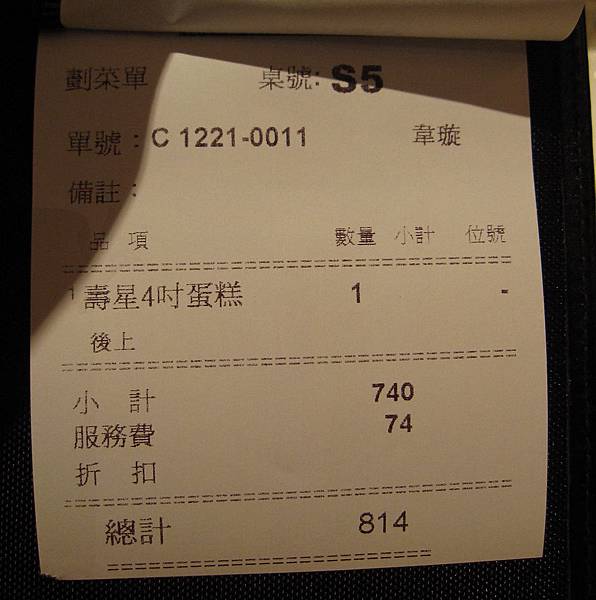 劃菜單 桌號: S5
單號：C 1221-0011 韋璇
備註：
品 項 數量 小計 位號
1 壽星4吋蛋糕 1 -
後上
小 計 740
服務費 74
折 扣
總計 814